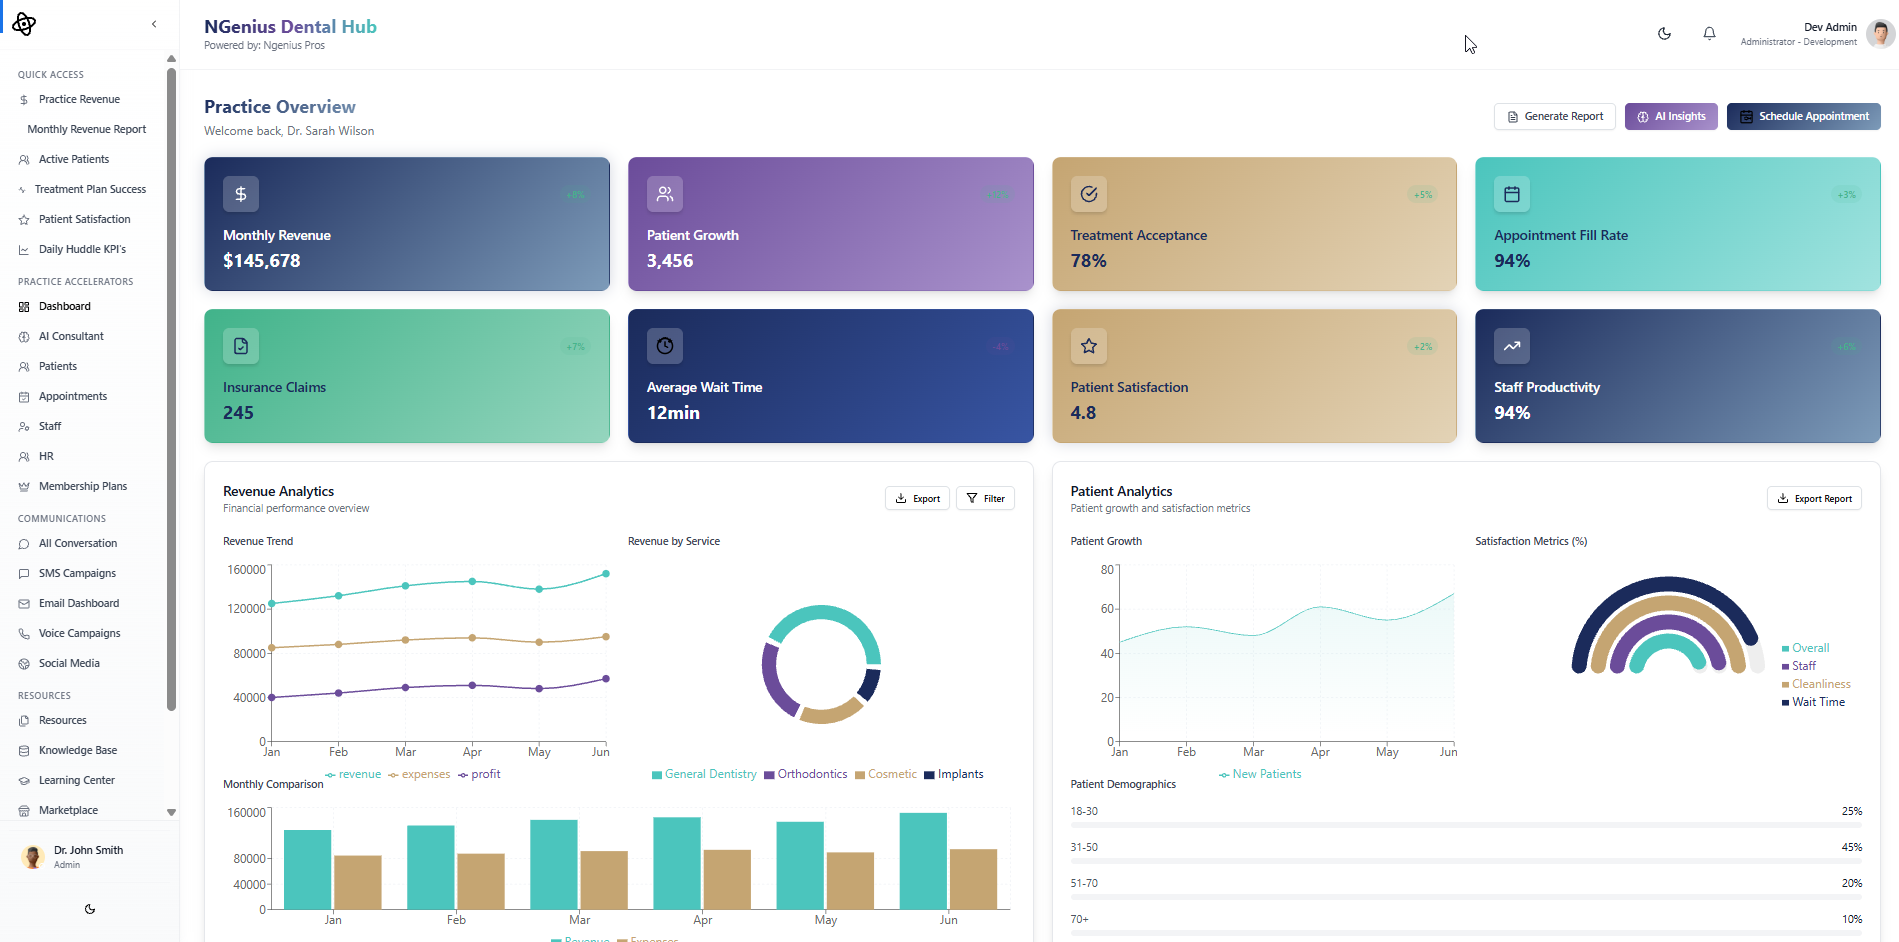 NGenius Dental Hub
Powered by: Ngenius Pros
Dev Admin
Administrator - Development
QUICK ACCESS
Practice Revenue
Monthly Revenue Report
Active Patients
Treatment Plan Success
Patient Satisfaction
Daily Huddle KPI's
PRACTICE ACCELERATORS
Dashboard
AI Consultant
Patients
Appointments
Staff
HR
Membership Plans
COMMUNICATIONS
All Conversation
SMS Campaigns
Email Dashboard
Voice Campaigns
Social Media
RESOURCES
Resources
Knowledge Base
Learning Center
Marketplace
Dr. John Smith
Admin
Practice Overview
Welcome back, Dr. Sarah Wilson
Generate Report
AI Insights
Schedule Appointment
+8%
Monthly Revenue
$145,678
Patient Growth
3,456
+5%
Treatment Acceptance
78%
+3%
Appointment Fill Rate
94%
+7%
Insurance Claims
245
-4%
Average Wait Time
12min
+2%
Patient Satisfaction
4.8
+6%
Staff Productivity
94%
Revenue Analytics
Financial performance overview
Export
Filter
Revenue Trend
160000
120000
80000
40000
0
Jan Feb Mar Apr May Jun
revenue expenses profit
Revenue by Service
General Dentistry Orthodontics Cosmetic Implants
Monthly Comparison
160000
80000
40000
0
Jan Feb Mar Apr May Jun
Revenue Expenses
Patient Analytics
Patient growth and satisfaction metrics
Export Report
Patient Growth
80
60
40
20
0
Jan Feb Mar Apr May Jun
New Patients
Satisfaction Metrics (%)
Overall
Staff
Cleanliness
Wait Time
Patient Demographics
18-30 25%
31-50 45%
51-70 20%
70+ 10%